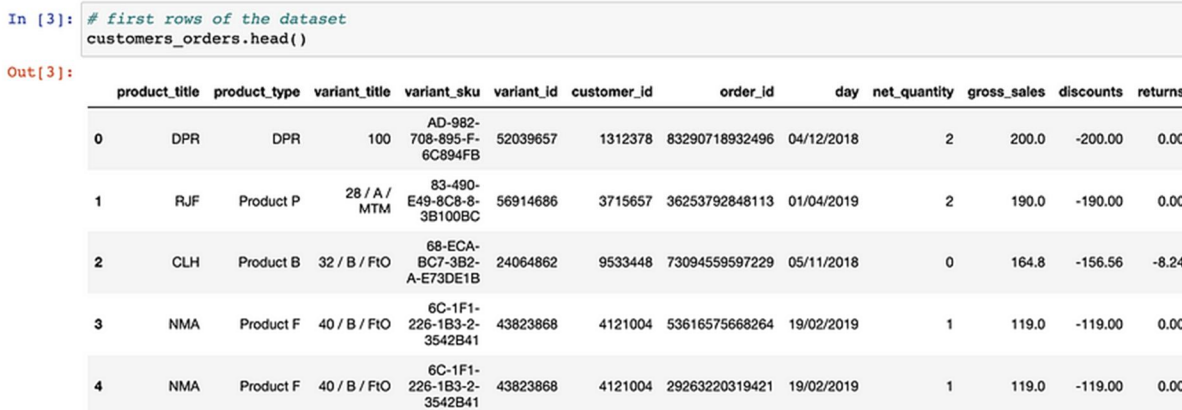 In [3]: # first rows of the dataset
customers_orders.head()
Out[3]:
product_title product_type variant_title variant_sku variant_id customer_id order_id day net_quantity gross_sales discounts returns
AD-982-
0 DPR DPR 100 708-895-F- 52039657 1312378 83290718932496 04/12/2018 2 200.0 -200.00 0.00
6C894FB
28 / A / 83-490-
1 RJF Product P MTM E49-8C8-8- 56914686 3715657 36253792848113 01/04/2019 2 190.0 -190.00 0.00
3B100BC
68-ECA-
2 CLH Product B 32 / B / FtO BC7-3B2- 24064862 9533448 73094559597229 05/11/2018 0 164.8 -156.56 -8.24
A-E73DE1B
6C-1F1-
3 NMA Product F 40 / B / FtO 226-1B3-2- 43823868 4121004 53616575668264 19/02/2019 1 119.0 -119.00 0.00
3542B41
6C-1F1-
4 NMA Product F 40 / B / FtO 226-1B3-2- 43823868 4121004 29263220319421 19/02/2019 1 119.0 -119.00 0.00
3542B41